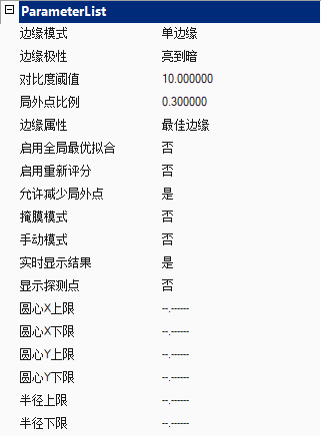 ParameterList
边缘模式 单边缘
边缘极性 亮到暗
对比度阈值 10.000000
局外点比例 0.300000
边缘属性 最佳边缘
启用全局最优拟合 否
启用重新评分 否
允许减少局外点 是
掩膜模式 否
手动模式 否
实时显示结果 是
显示探测点 否
圆心X上限 --.------
圆心X下限 --.------
圆心Y上限 --.------
圆心Y下限 --.------
半径上限 --.------
半径下限 --.------